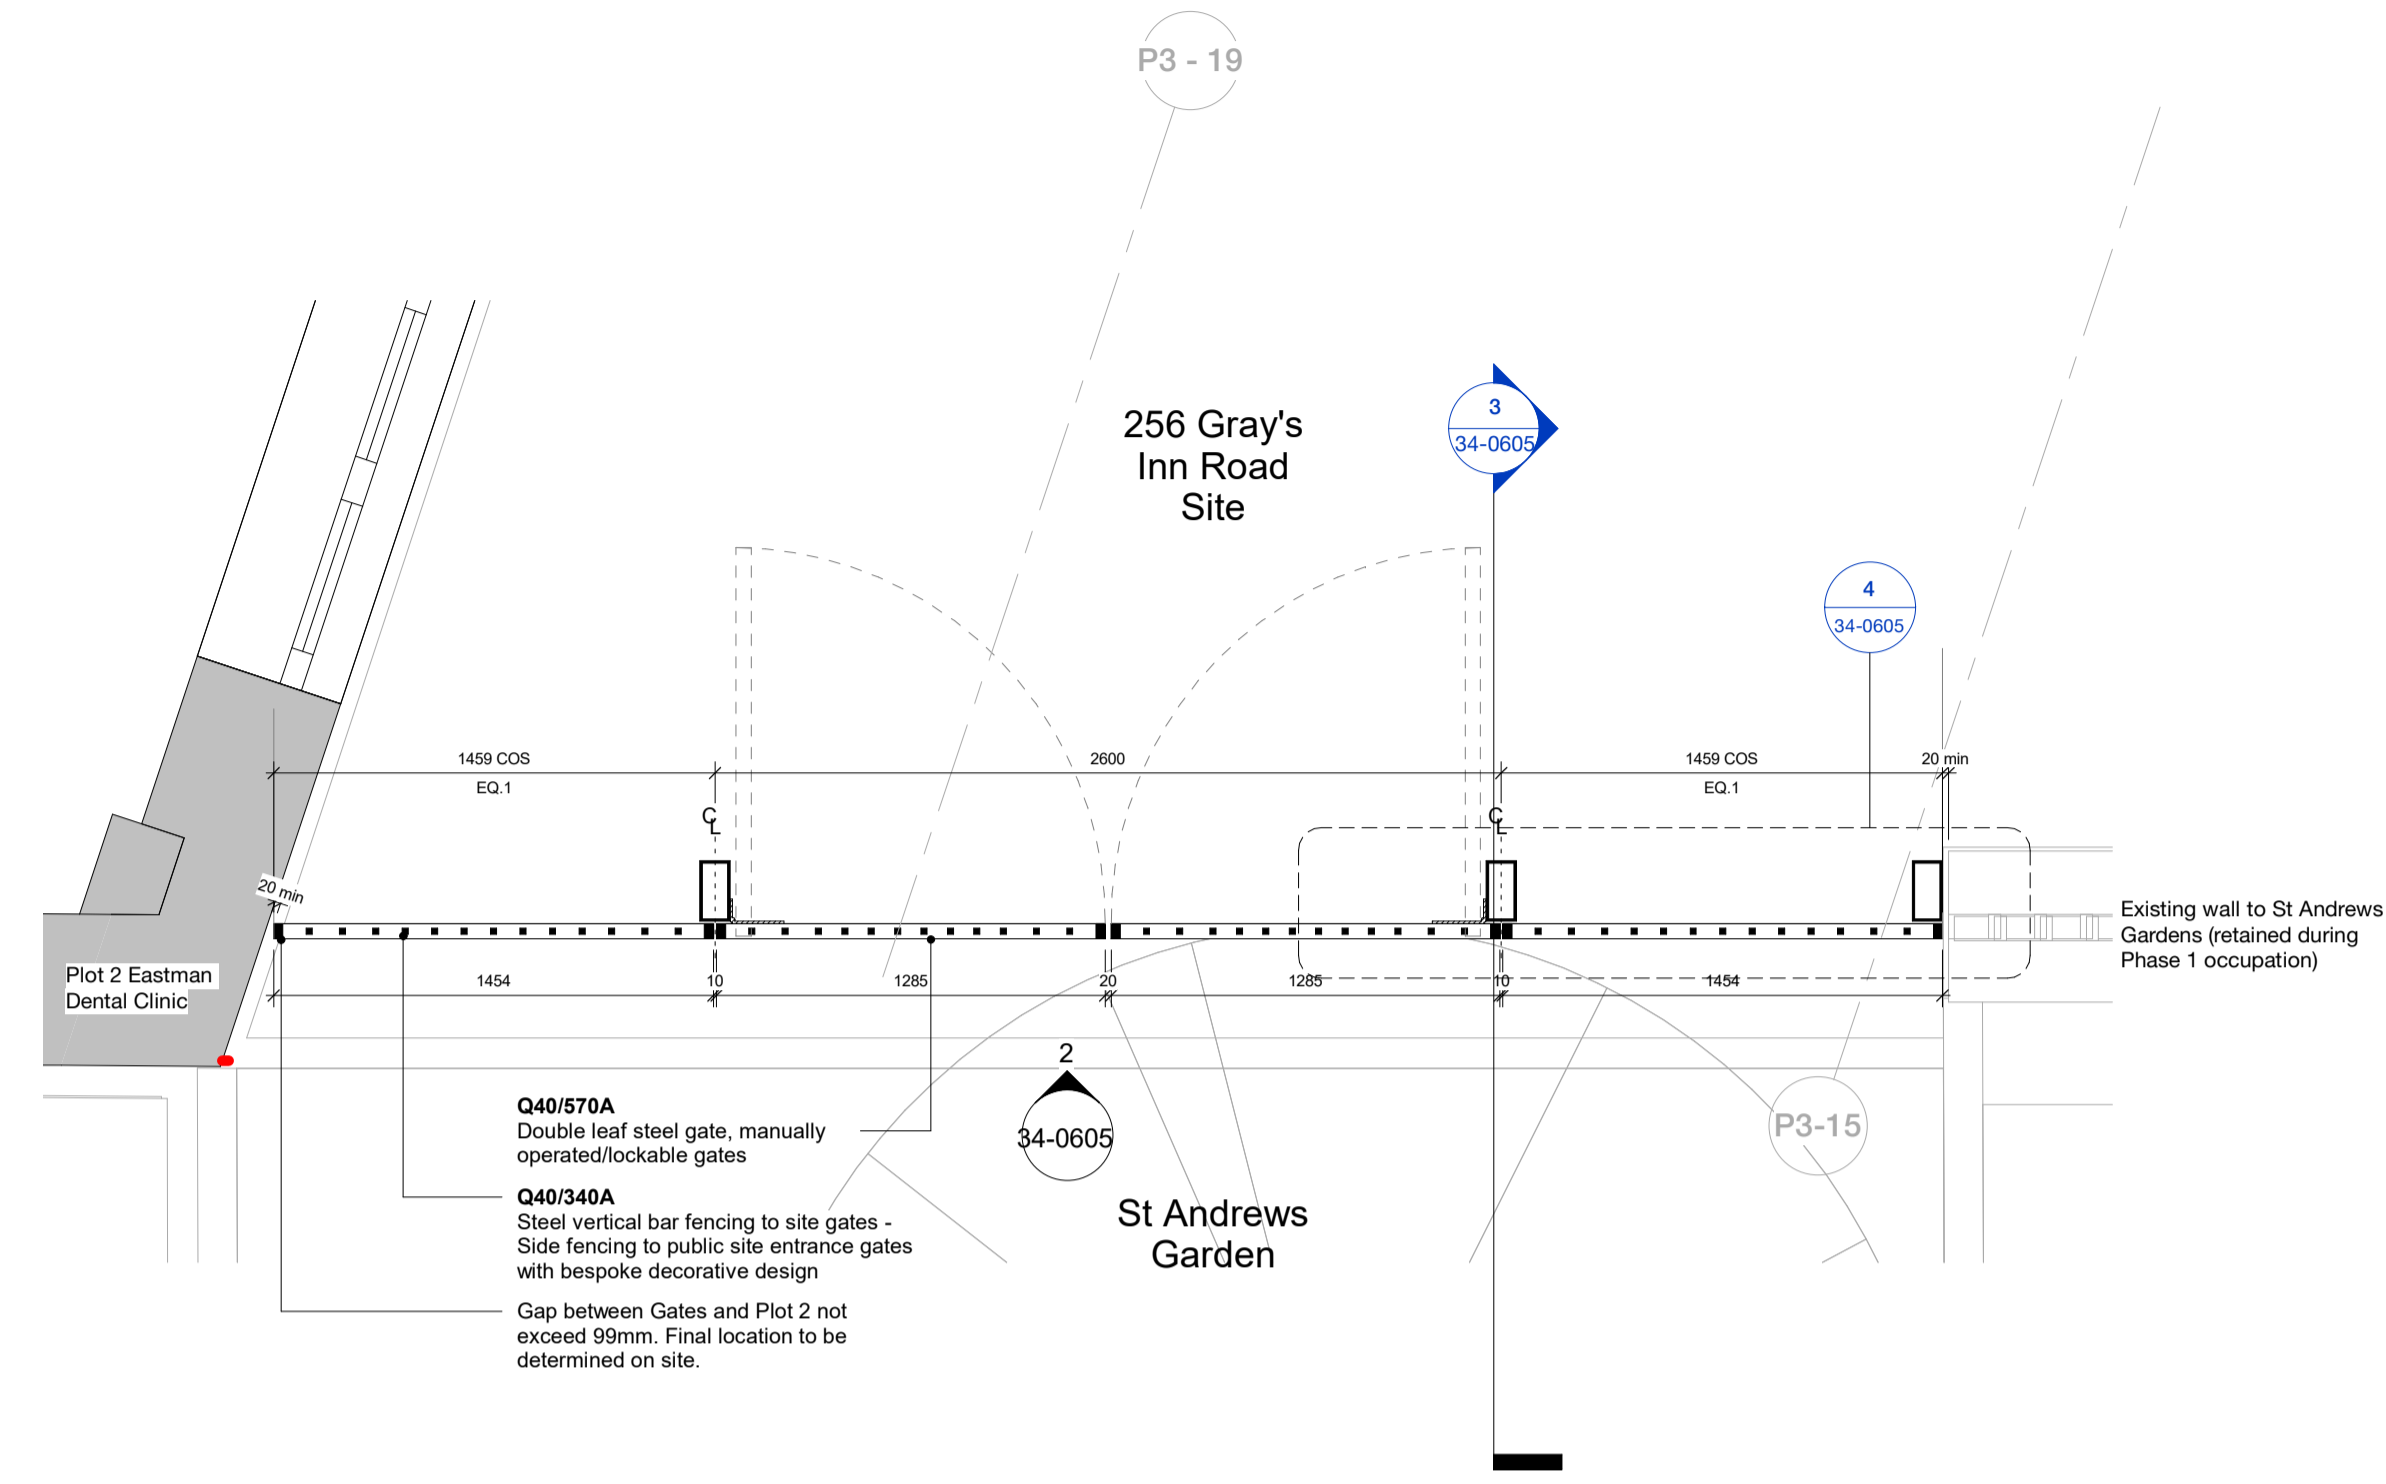 P3 - 19
256 Gray's
Inn Road
Site
3
34-0605
4
34-0605
1459 COS
EQ.1
2600
1459 COS
EQ.1
20 min
CL
CL
20 min
Existing wall to St Andrews
Gardens (retained during
Phase 1 occupation)
Plot 2 Eastman
Dental Clinic
1454
10
1285
20
1285
10
1454
2
34-0605
P3-15
Q40/570A
Double leaf steel gate, manually
operated/lockable gates
Q40/340A
Steel vertical bar fencing to site gates -
Side fencing to public site entrance gates
with bespoke decorative design
St Andrews
Garden
Gap between Gates and Plot 2 not
exceed 99mm. Final location to be
determined on site.